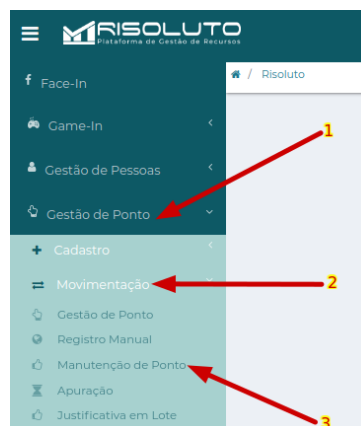 RISOLUTO
Plataforma de Gestão de Recursos
/ Risoluto
Face-In
Game-In
1
Gestão de Pessoas
Gestão de Ponto
Cadastro
Movimentação
2
Gestão de Ponto
Registro Manual
Manutenção de Ponto
Apuração
Justificativa em Lote
3